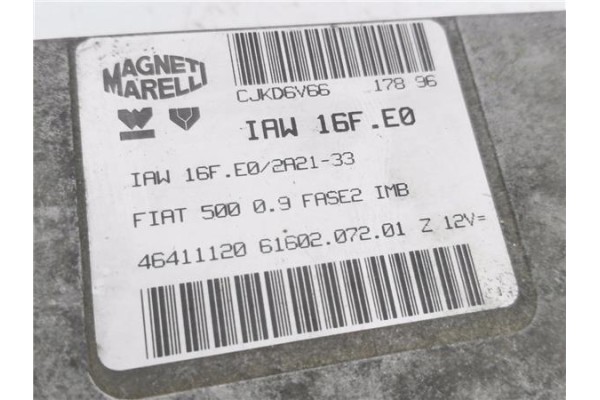 MAGNETI
MARELLI
CJKD6V66 178 96
IAW 16F.E0
IAW 16F.E0/2A21-33
FIAT 500 0.9 FASE2 IMB
46411120 61602.072.01 Z 12V=